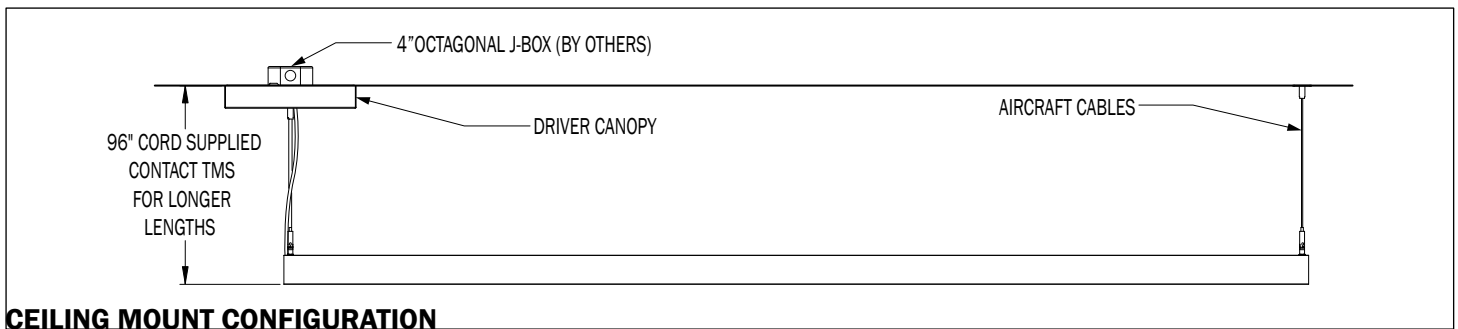 4"OCTAGONAL J-BOX (BY OTHERS)
AIRCRAFT CABLES
DRIVER CANOPY
96" CORD SUPPLIED
CONTACT TMS
FOR LONGER
LENGTHS
CEILING MOUNT CONFIGURATION